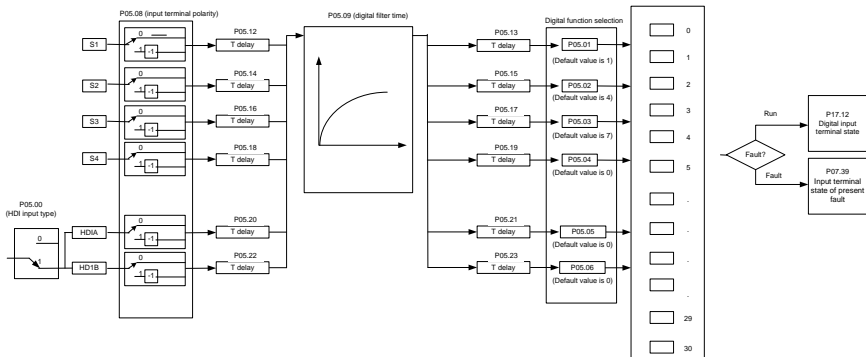 P05.08 (input terminal polarity)
P05.09 (digital filter time)
Digital function selection
S1
0
1
-1
P05.12
T delay
P05.13
T delay
P05.01
(Default value is 1)
S2
0
1
-1
P05.14
T delay
P05.15
T delay
P05.02
(Default value is 4)
S3
0
1
-1
P05.16
T delay
P05.17
T delay
P05.03
(Default value is 7)
S4
0
1
-1
P05.18
T delay
P05.19
T delay
P05.04
(Default value is 0)
P05.00
(HDI input type)
0
1
HDIA
0
1
-1
P05.20
T delay
P05.21
T delay
P05.05
(Default value is 0)
HD1B
0
1
-1
P05.22
T delay
P05.23
T delay
P05.06
(Default value is 0)
0
1
2
3
4
5
.
.
.
.
29
30
Fault?
Run
Fault
P17.12
Digital input
terminal state
P07.39
Input terminal
state of present
fault